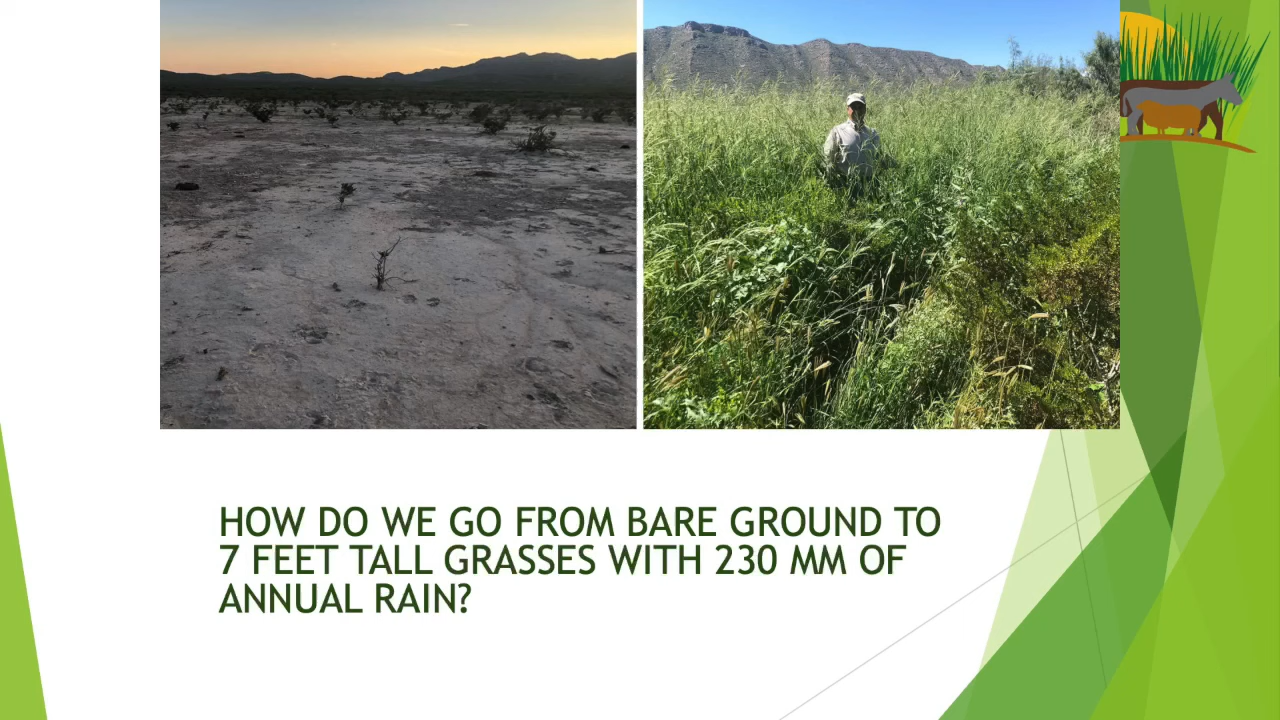 HOW DO WE GO FROM BARE GROUND TO
7 FEET TALL GRASSES WITH 230 MM OF
ANNUAL RAIN?